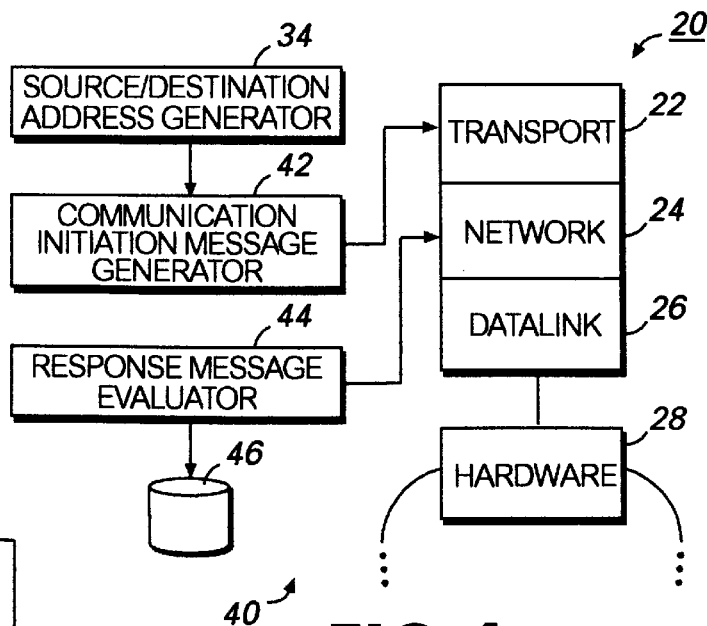 34
SOURCE/DESTINATION
ADDRESS GENERATOR
42
COMMUNICATION
INITIATION MESSAGE
GENERATOR
44
RESPONSE MESSAGE
EVALUATOR
46
40
20
TRANSPORT
22
NETWORK
24
DATALINK
26
28
HARDWARE